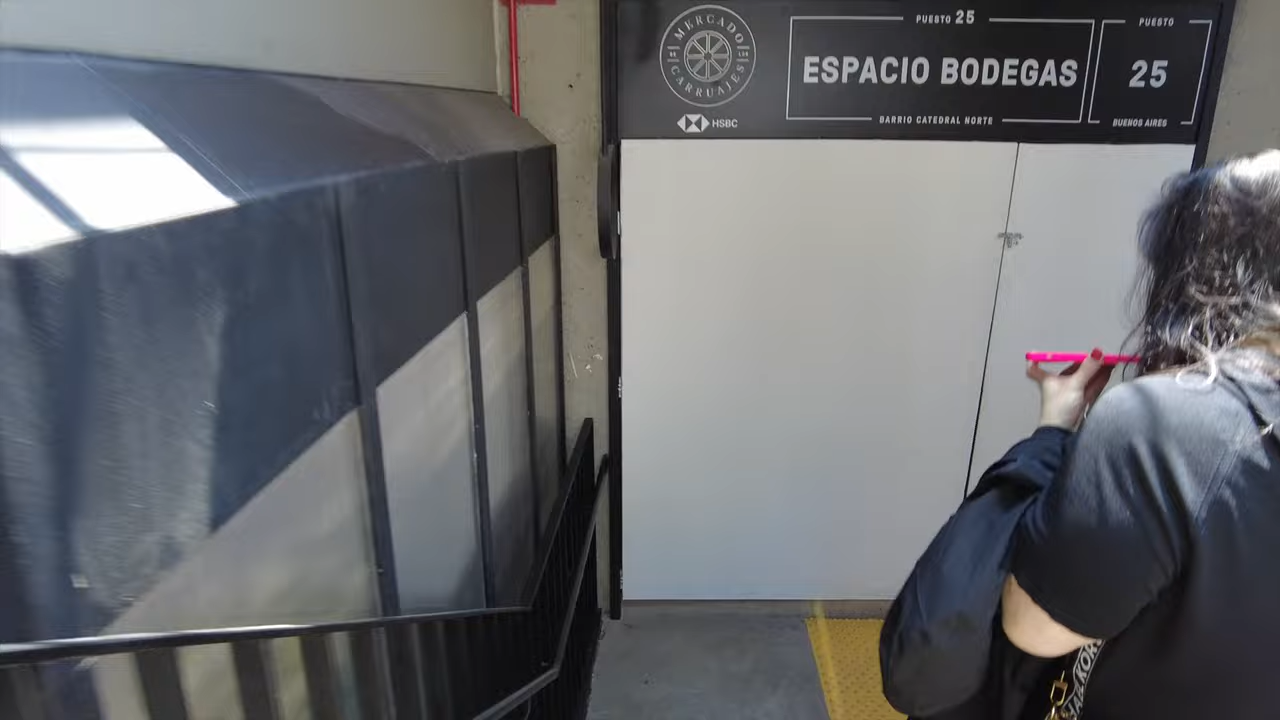 MERCADO
CARRUAJES
HSBC
PUESTO 25
ESPACIO BODEGAS
BARRIO CATEDRAL NORTE
PUESTO
25
BUENOS AIRES